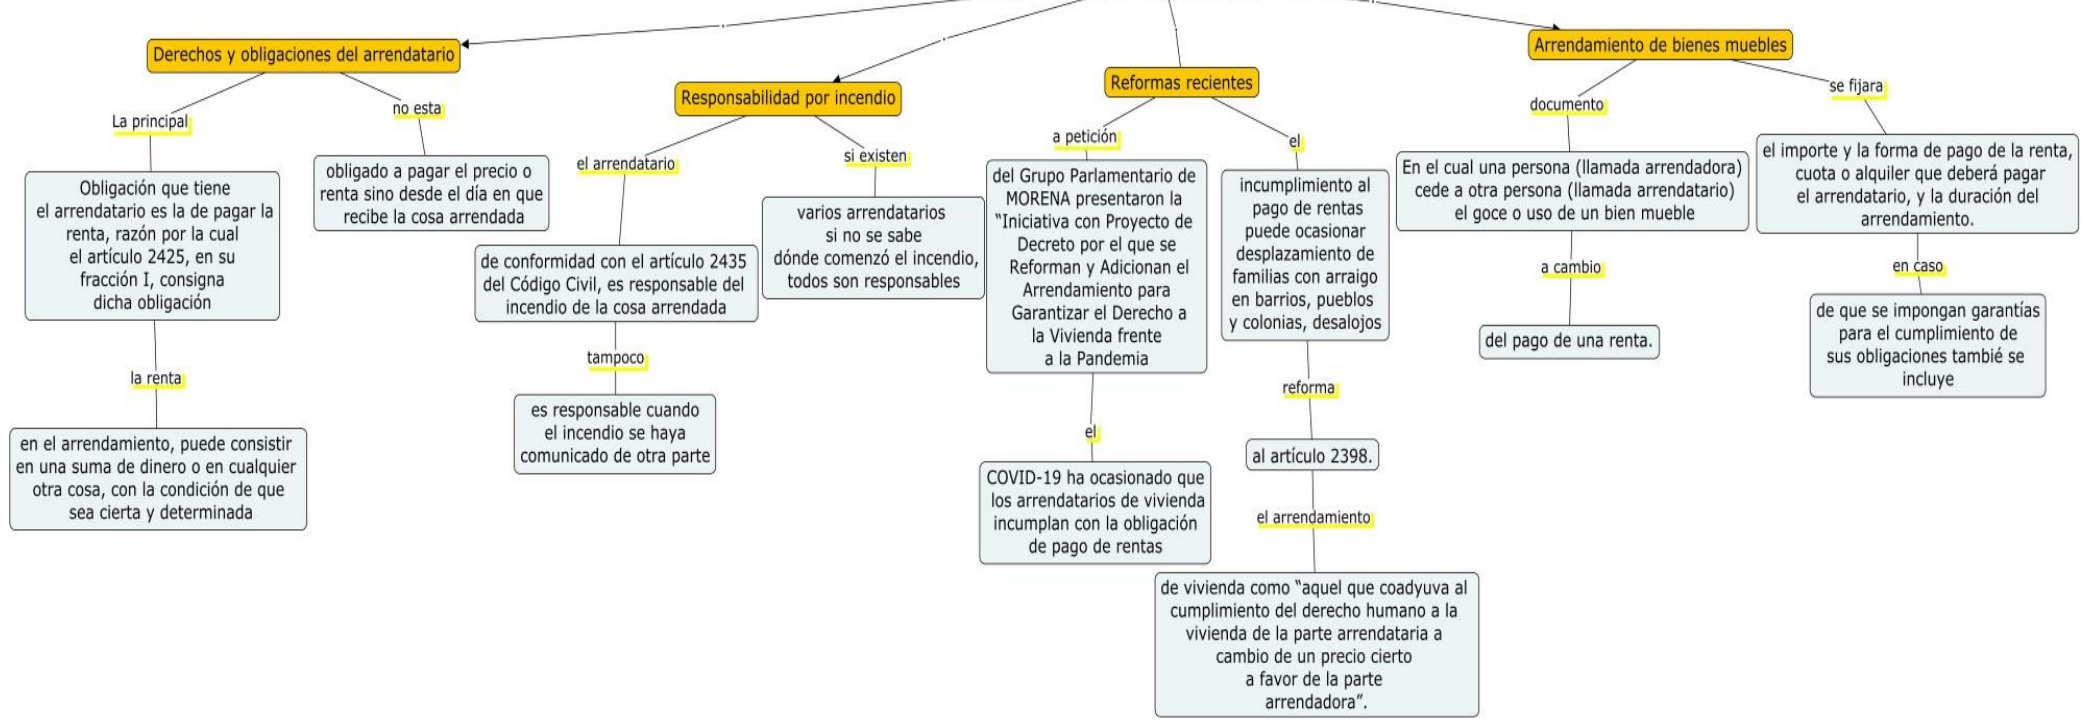 Derechos y obligaciones del arrendatario
La principal
Obligación que tiene
el arrendatario es la de pagar la
renta, razón por la cual
el artículo 2425, en su
fracción I, consigna
dicha obligación
la renta
en el arrendamiento, puede consistir
en una suma de dinero o en cualquier
otra cosa, con la condición de que
sea cierta y determinada
no esta
obligado a pagar el precio o
renta sino desde el día en que
recibe la cosa arrendada
Responsabilidad por incendio
el arrendatario
de conformidad con el artículo 2435
del Código Civil, es responsable del
incendio de la cosa arrendada
tampoco
es responsable cuando
el incendio se haya
comunicado de otra parte
si existen
varios arrendatarios
si no se sabe
dónde comenzó el incendio,
todos son responsables
Reformas recientes
a petición
del Grupo Parlamentario de
MORENA presentaron la
“Iniciativa con Proyecto de
Decreto por el que se
Reforman y Adicionan el
Arrendamiento para
Garantizar el Derecho a
la Vivienda frente
a la Pandemia
el
COVID-19 ha ocasionado que
los arrendatarios de vivienda
incumplan con la obligación
de pago de rentas
el
incumplimiento al
pago de rentas
puede ocasionar
desplazamiento de
familias con arraigo
en barrios, pueblos
y colonias, desalojos
reforma
al artículo 2398.
el arrendamiento
de vivienda como “aquel que coadyuva al
cumplimiento del derecho humano a la
vivienda de la parte arrendataria a
cambio de un precio cierto
a favor de la parte
arrendadora”.
Arrendamiento de bienes muebles
documento
En el cual una persona (llamada arrendadora)
cede a otra persona (llamada arrendatario)
el goce o uso de un bien mueble
a cambio
del pago de una renta.
se fijara
el importe y la forma de pago de la renta,
cuota o alquiler que deberá pagar
el arrendatario, y la duración del
arrendamiento.
en caso
de que se impongan garantías
para el cumplimiento de
sus obligaciones tambié se
incluye